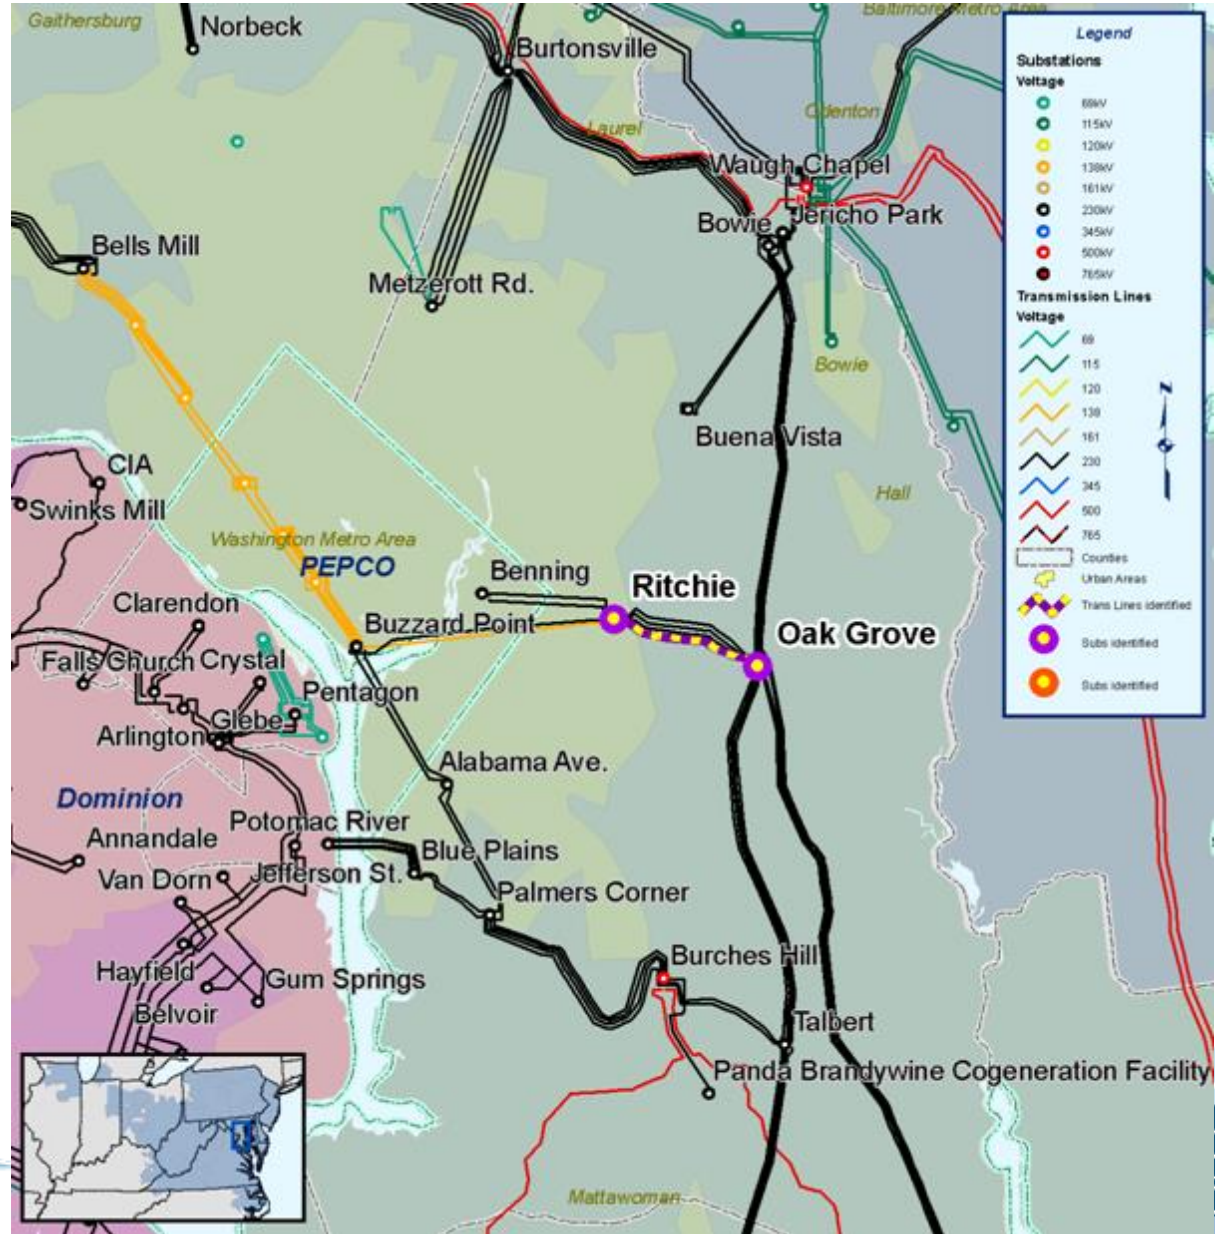 Gaithersburg
Norbeck
Baltimore Metro Area
Burtonsville
Laurel
Odenton
Waugh Chapel
Bowie
Jericho Park
Bells Mill
Metzerott Rd.
Bowie
Buena Vista
CIA
Swinks Mill
Hall
Washington Metro Area
PEPCO
Benning
Ritchie
Clarendon
Buzzard Point
Oak Grove
Falls Church
Crystal
Pentagon
Glebe
Arlington
Alabama Ave.
Dominion
Potomac River
Annandale
Blue Plains
Van Dorn
Jefferson St.
Palmers Corner
Burches Hill
Hayfield
Gum Springs
Belvoir
Talbert
Panda Brandywine Cogeneration Facility
Mattawoman
Legend
Substations
Voltage
69kV
115kV
120kV
138kV
161kV
230kV
345kV
500kV
765kV
Transmission Lines
Voltage
69
115
120
138
161
230
345
500
765
Counties
Urban Areas
Trans Lines identified
Subs identified
Subs identified
N